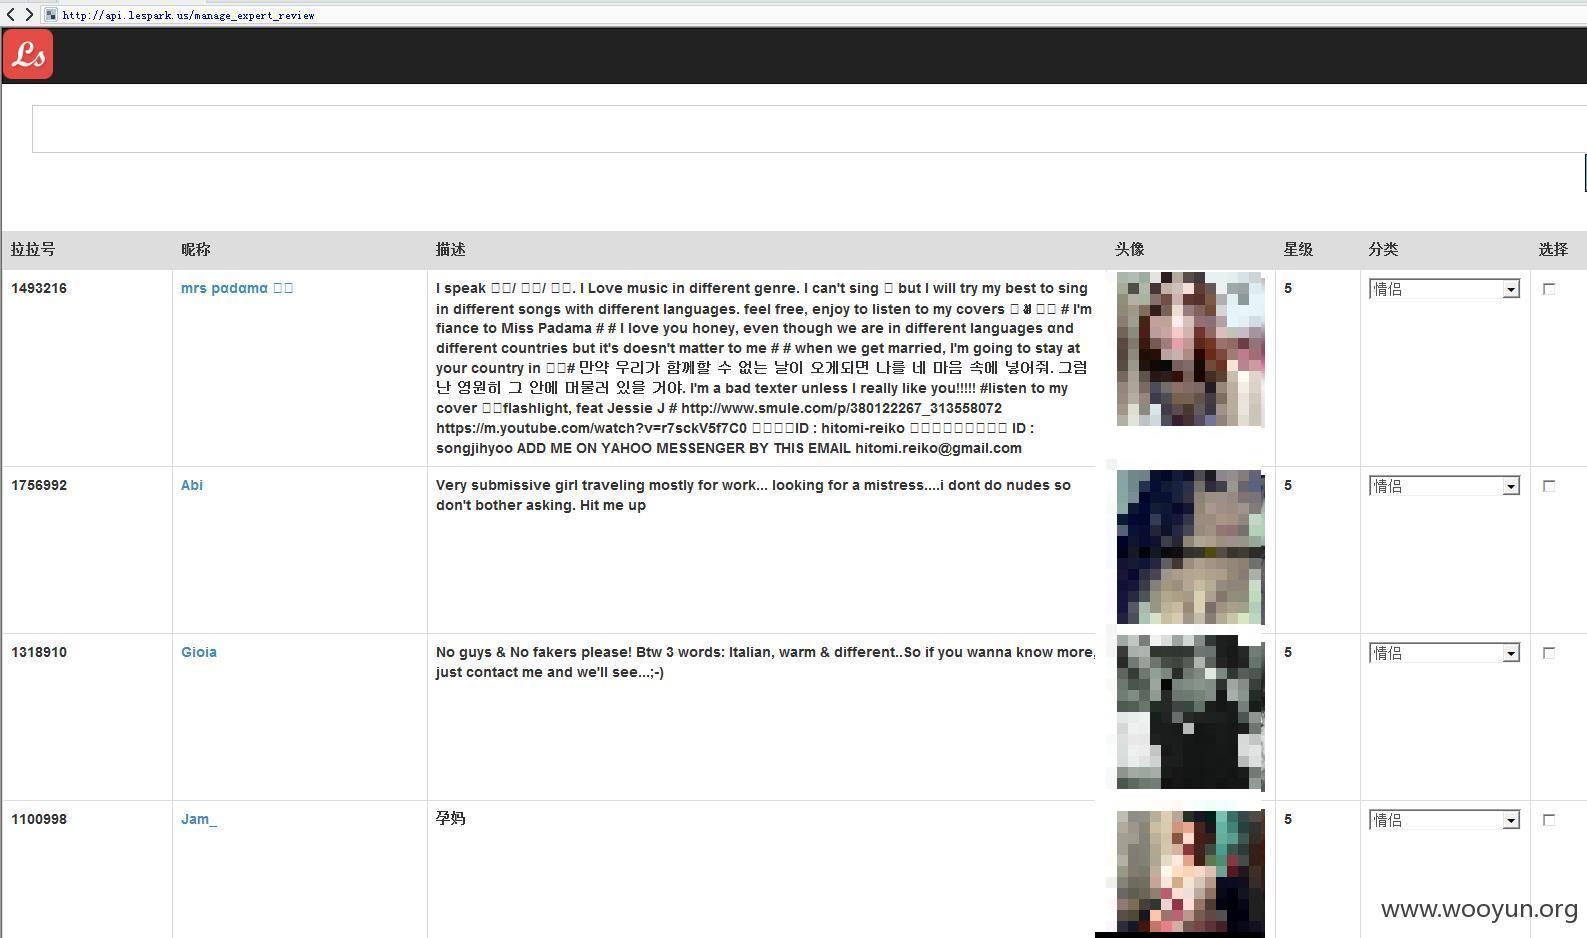 http://api.lespark.us/manage_expert_review
Ls
拉拉号 昵称 描述 头像 星级 分类 选择
1493216 mrs pαdαmα I speak / / . I Love music in different genre. I can't sing but I will try my best to sing 5 情侣
in different songs with different languages. feel free, enjoy to listen to my covers # I'm
fiance to Miss Padama # # I love you honey, even though we are in different languages αnd
different countries but it's doesn't matter to me # # when we get married, I'm going to stay at
your country in # 만약 우리가 함께할 수 없는 날이 오게되면 나를 네 마음 속에 넣어줘. 그럼
난 영원히 그 안에 머물러 있을 거야. I'm a bad texter unless I really like you!!!!! #listen to my
cover flashlight, feat Jessie J # http://www.smule.com/p/380122267_313558072
https://m.youtube.com/watch?v=r7sckV5f7C0 ID : hitomi-reiko ID :
songjihyoo ADD ME ON YAHOO MESSENGER BY THIS EMAIL hitomi.reiko@gmail.com
1756992 Abi Very submissive girl traveling mostly for work... looking for a mistress....i dont do nudes so 5 情侣
don't bother asking. Hit me up
1318910 Gioia No guys & No fakers please! Btw 3 words: Italian, warm & different..So if you wanna know more, 5 情侣
just contact me and we'll see...;-)
1100998 Jam_ 孕妈 5 情侣
www.wooyun.org